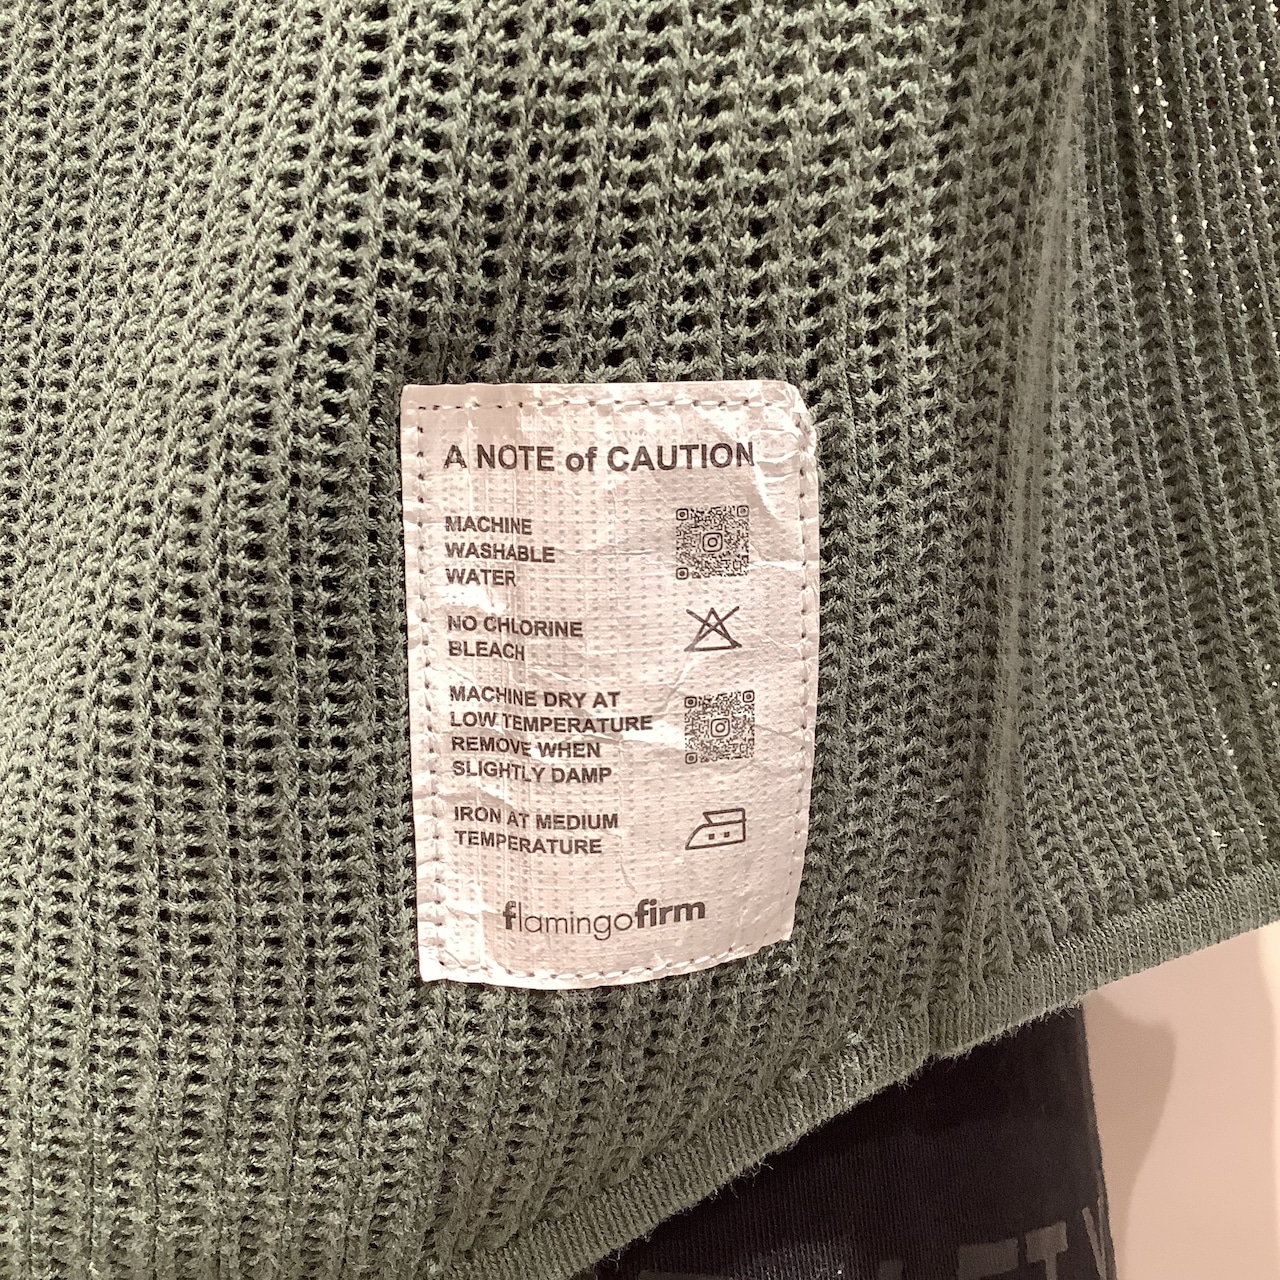 A NOTE of CAUTION
MACHINE
WASHABLE
WATER
NO CHLORINE
BLEACH
MACHINE DRY AT
LOW TEMPERATURE
REMOVE WHEN
SLIGHTLY DAMP
IRON AT MEDIUM
TEMPERATURE
flamingofirm